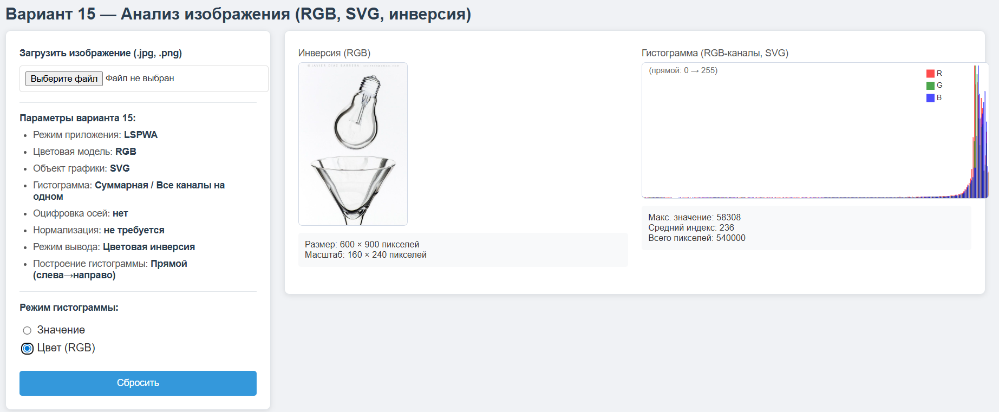 Вариант 15 — Анализ изображения (RGB, SVG, инверсия)
Загрузить изображение (.jpg, .png)
Выберите файл Файл не выбран
Параметры варианта 15:
Режим приложения: LSPWA
Цветовая модель: RGB
Объект графики: SVG
Гистограмма: Суммарная / Все каналы на
одном
Оцифровка осей: нет
Нормализация: не требуется
Режим вывода: Цветовая инверсия
Построение гистограммы: Прямой
(слева→направо)
Режим гистограммы:
Значение
Цвет (RGB)
Сбросить
Инверсия (RGB)
Размер: 600 × 900 пикселей
Масштаб: 160 × 240 пикселей
Гистограмма (RGB-каналы, SVG)
(прямой: 0 → 255)
R
G
B
Макс. значение: 58308
Средний индекс: 236
Всего пикселей: 540000